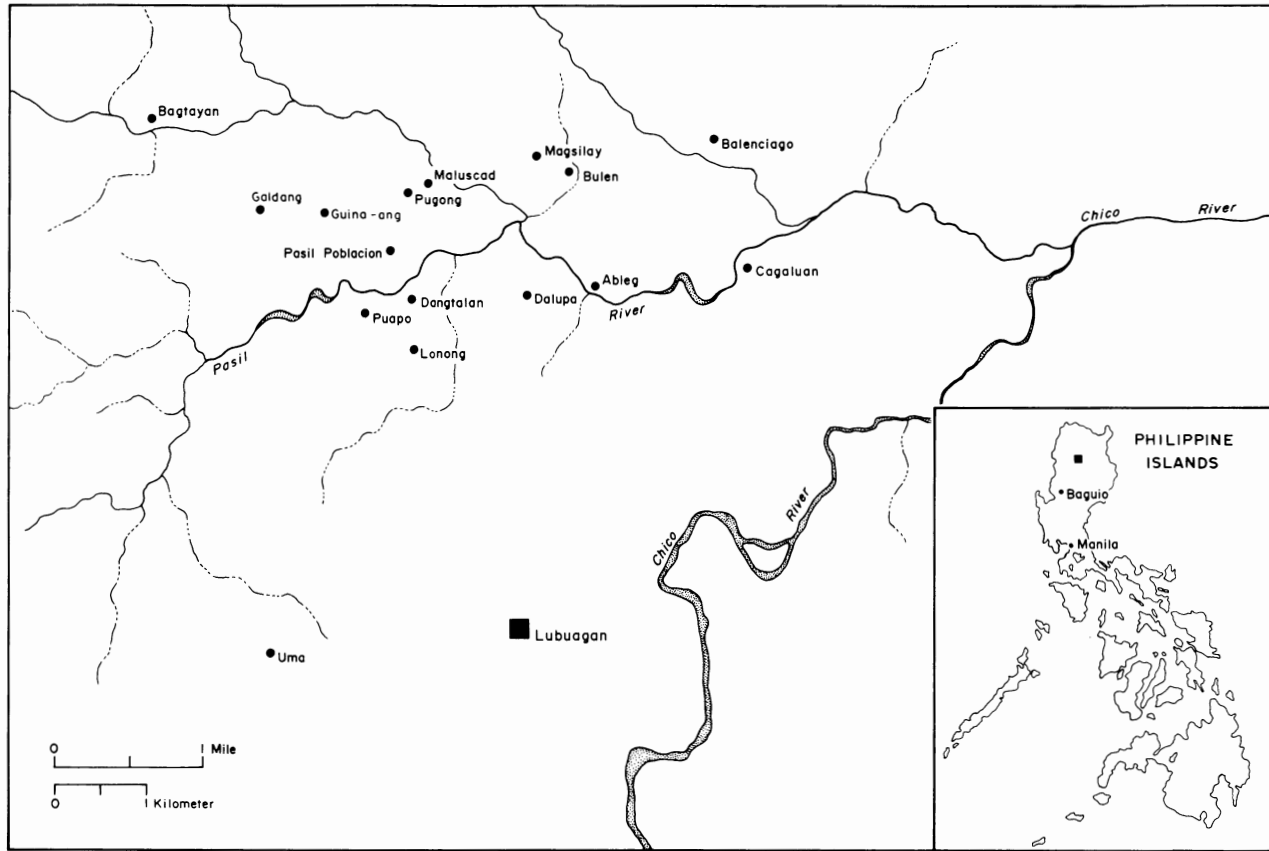 Bagtayan
Balenciago
Magsilay
Bulen
Maluscad
Pugong
Galdang
Guina-ang
Chico River
Pasil Poblacion
Cagaluan
Ableg
Dangtalan
Dalupa
River
Puapo
Lonong
Pasil
PHILIPPINE
ISLANDS
Baguio
Manila
Chico
River
Lubuagan
Uma
0 1 Mile
0 1 Kilometer